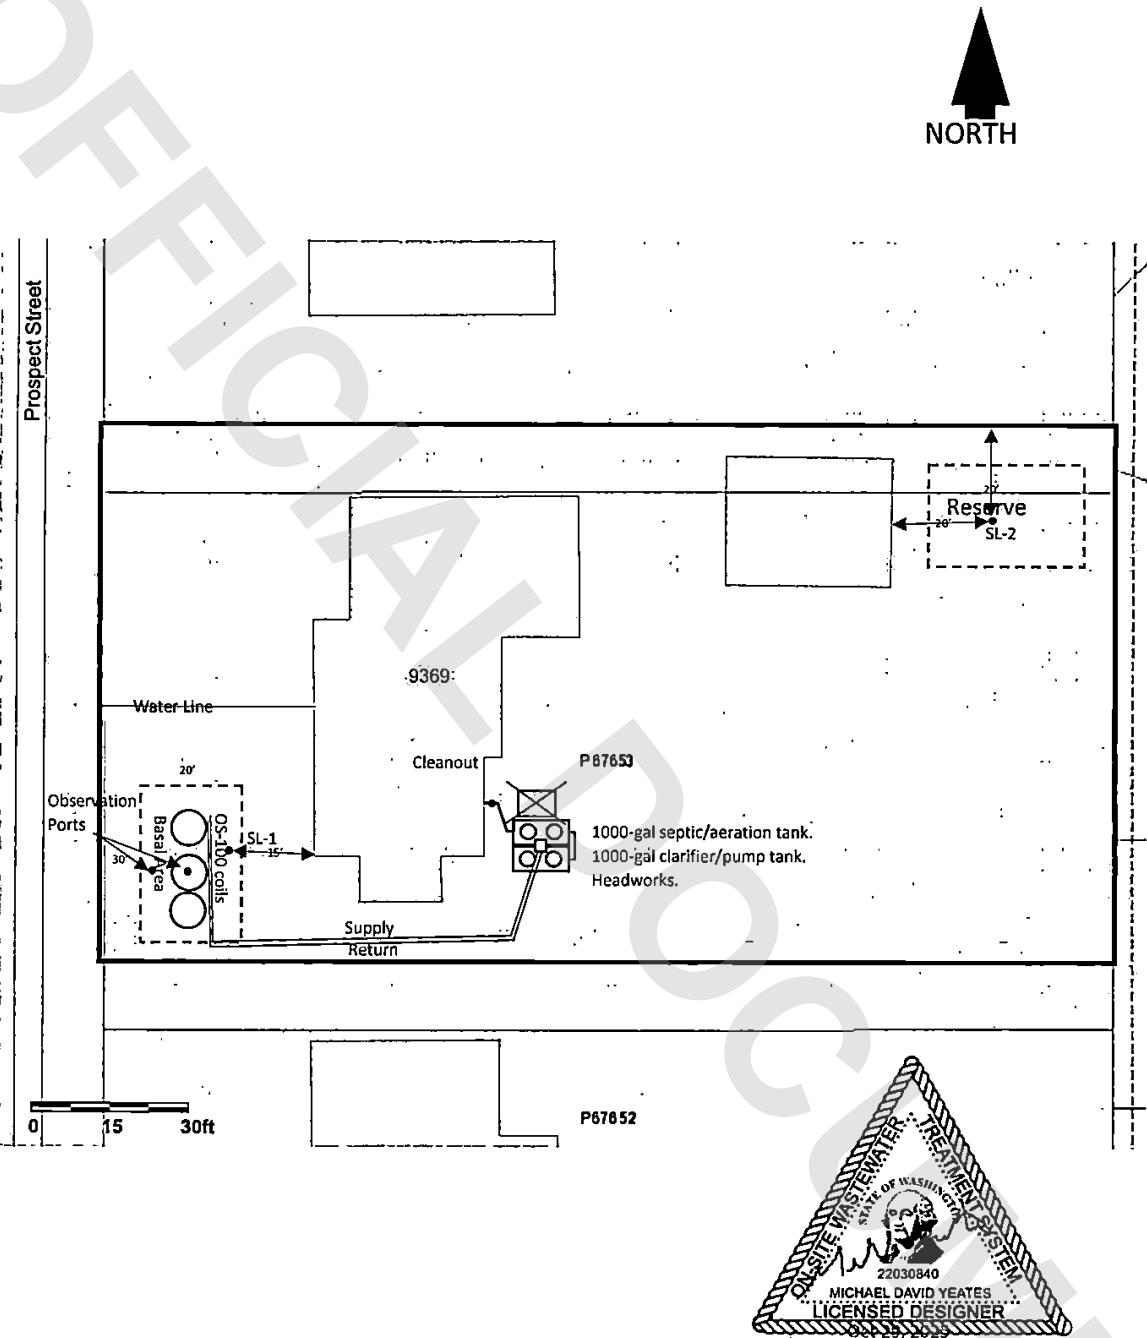 UNOFFICIAL DOCUMENT
NORTH
Prospect Street
20'
Reserve
20'
SL-2
9369
Water Line
Cleanout
P67653
20'
Observation
Ports
30'
Basal Area
OS-100 coils
SL-1
15'
1000-gal septic/aeration tank.
1000-gal clarifier/pump tank.
Headworks.
Supply
Return
0 15 30ft
P67652
ON-SITE WASTEWATER TREATMENT SYSTEM
STATE OF WASHINGTON
22030840
MICHAEL DAVID YEATES
LICENSED DESIGNER